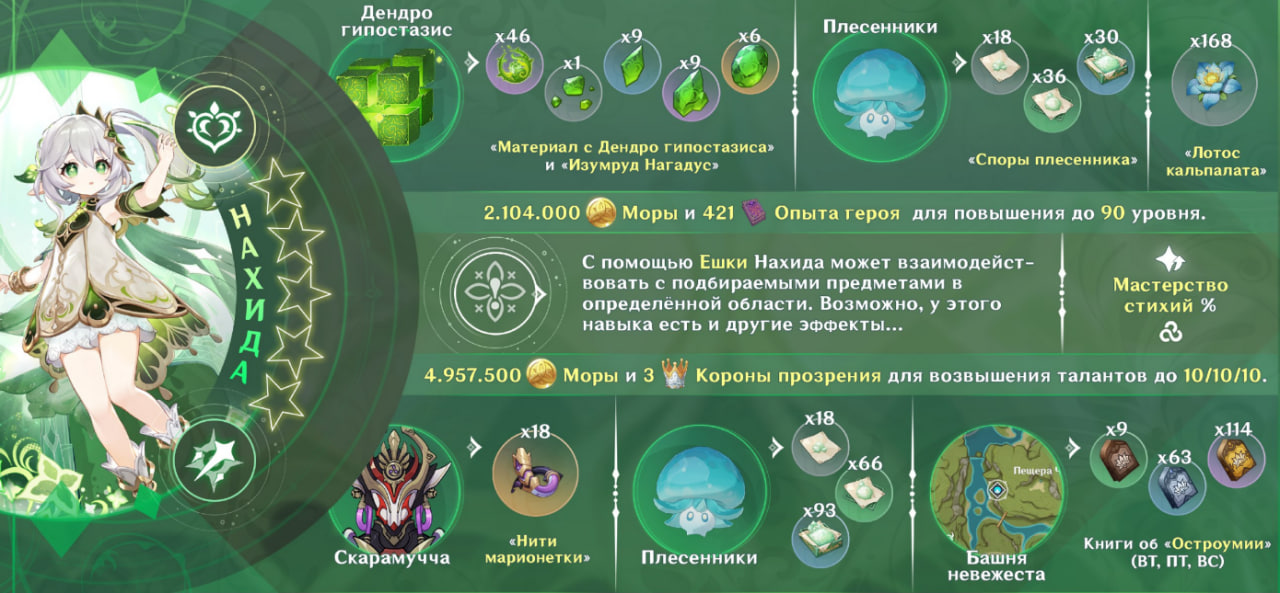 Дендро
гипостазис
x46
x1
x9
x9
x6
«Материал с Дендро гипостазиса»
и «Изумруд Нагадус»
Плесенники
x18
x36
x30
«Споры плесенника»
x168
«Лотос
кальпалата»
НАХИДА
2.104.000 Моры и 421 Опыта героя для повышения до 90 уровня.
С помощью Ешки Нахида может взаимодейст-
вовать с подбираемыми предметами в
определённой области. Возможно, у этого
навыка есть и другие эффекты...
Мастерство
стихий %
4.957.500 Моры и 3 Короны прозрения для возвышения талантов до 10/10/10.
Скарамучча
x18
«Нити
марионетки»
Плесенники
x18
x66
x93
Пещера
Башня
невежеста
x9
x63
x114
Книги об «Остроумии»
(ВТ, ПТ, ВС)